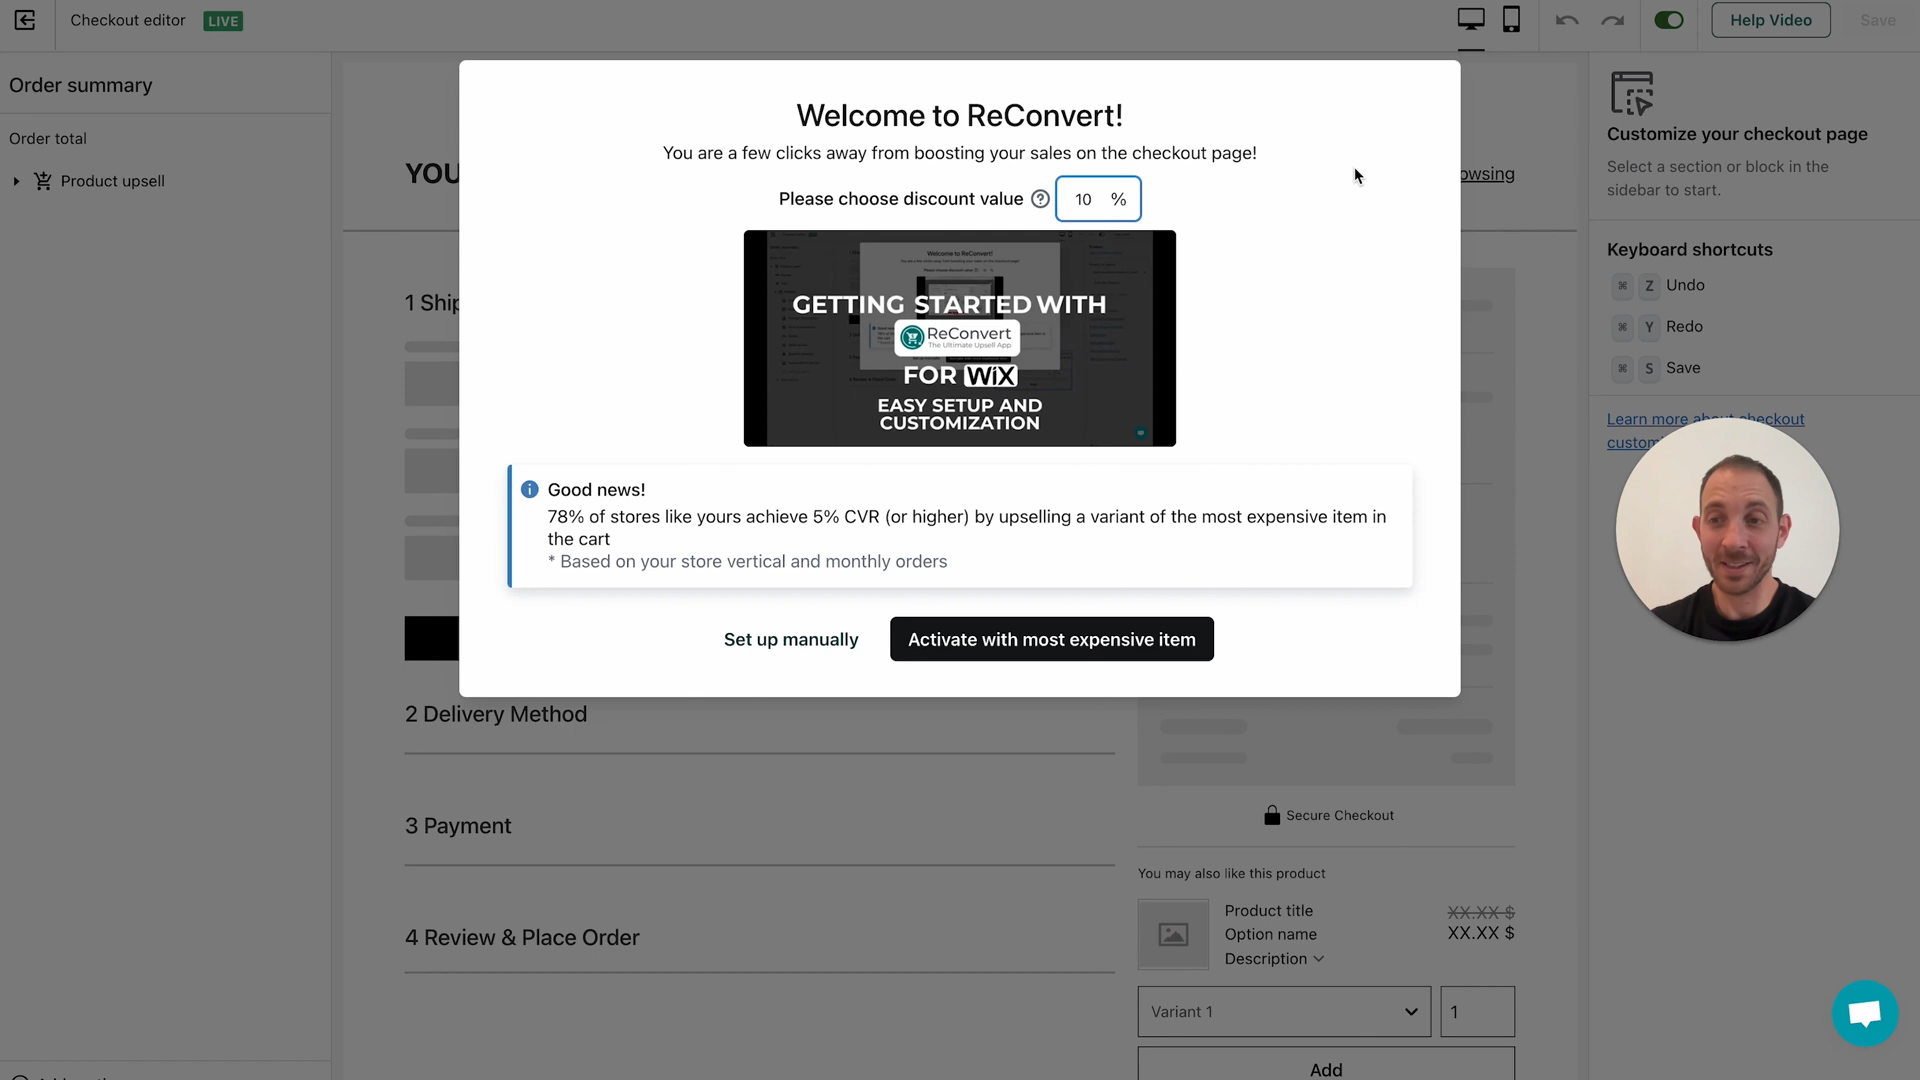 Checkout editor
LIVE
Help Video
Save
Order summary
Order total
Product upsell
YOU
owsing
Welcome to ReConvert!
You are a few clicks away from boosting your sales on the checkout page!
Please choose discount value
10 %
GETTING STARTED WITH
ReConvert
The Ultimate Upsell App
FOR WIX
EASY SETUP AND
CUSTOMIZATION
Good news!
78% of stores like yours achieve 5% CVR (or higher) by upselling a variant of the most expensive item in
the cart
* Based on your store vertical and monthly orders
Set up manually
Activate with most expensive item
1 Ship
2 Delivery Method
3 Payment
4 Review & Place Order
Secure Checkout
You may also like this product
Product title
XX.XX $
Option name
XX.XX $
Description
Variant 1
1
Add
Customize your checkout page
Select a section or block in the
sidebar to start.
Keyboard shortcuts
⌘ Z Undo
⌘ Y Redo
⌘ S Save
Learn more about checkout